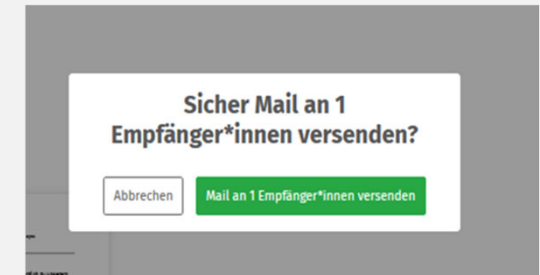 Sicher Mail an 1
Empfänger*innen versenden?
Abbrechen
Mail an 1 Empfänger*innen versenden